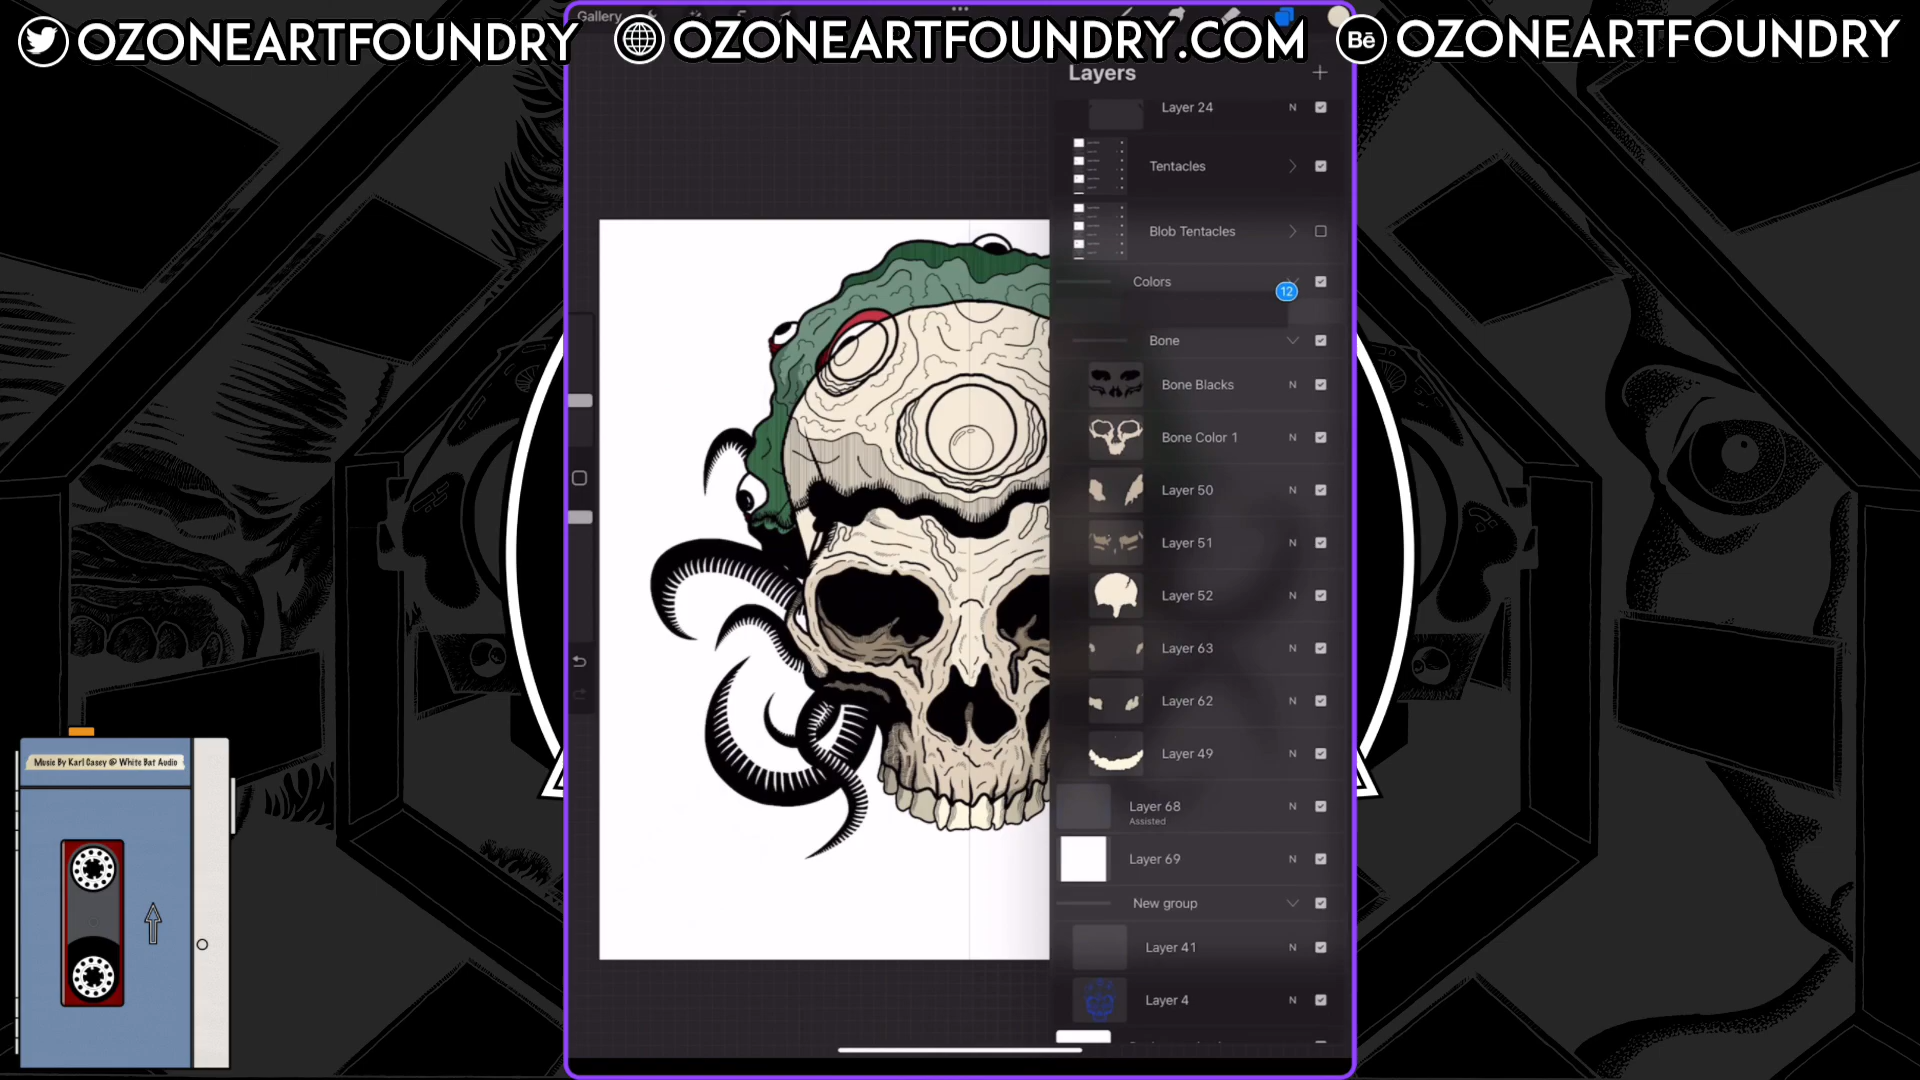 Gallery
OZONEARTFOUNDRY
OZONEARTFOUNDRY.COM
Bē OZONEARTFOUNDRY
Layers
Layer 24 N
Tentacles
Blob Tentacles
Colors
12
Bone
Bone Blacks N
Bone Color 1 N
Layer 50 N
Layer 51 N
Layer 52 N
Layer 63 N
Layer 62 N
Layer 49 N
Layer 68 N
Assisted
Layer 69 N
New group
Layer 41 N
Layer 4 N
Music By Karl Casey @ White Bat Audio